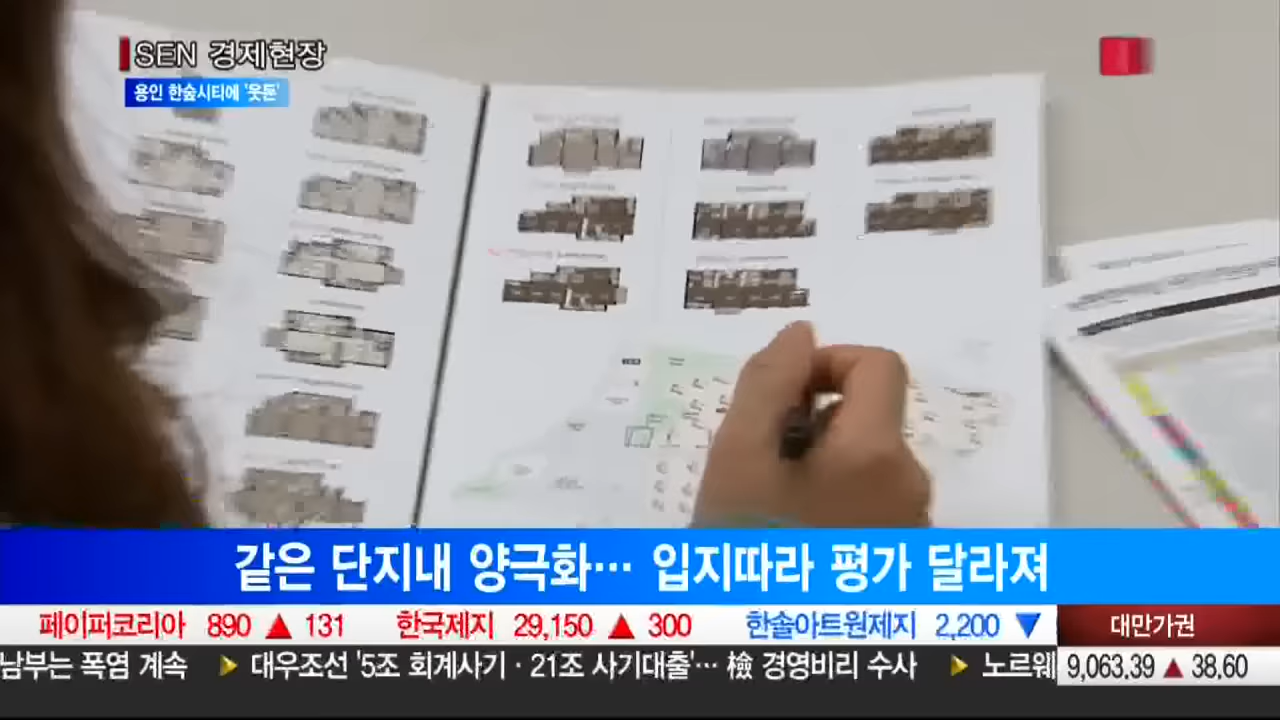 SEN 경제현장
용인 한숲시티에 '웃돈'
같은 단지내 양극화… 입지따라 평가 달라져
페이퍼코리아 890 ▲ 131 한국제지 29,150 ▲ 300 한솔아트원제지 2,200 ▼ 대만가권
남부는 폭염 계속 ▶ 대우조선 '5조 회계사기 · 21조 사기대출'… 檢 경영비리 수사 ▶ 노르웨 9,063.39 ▲ 38.60